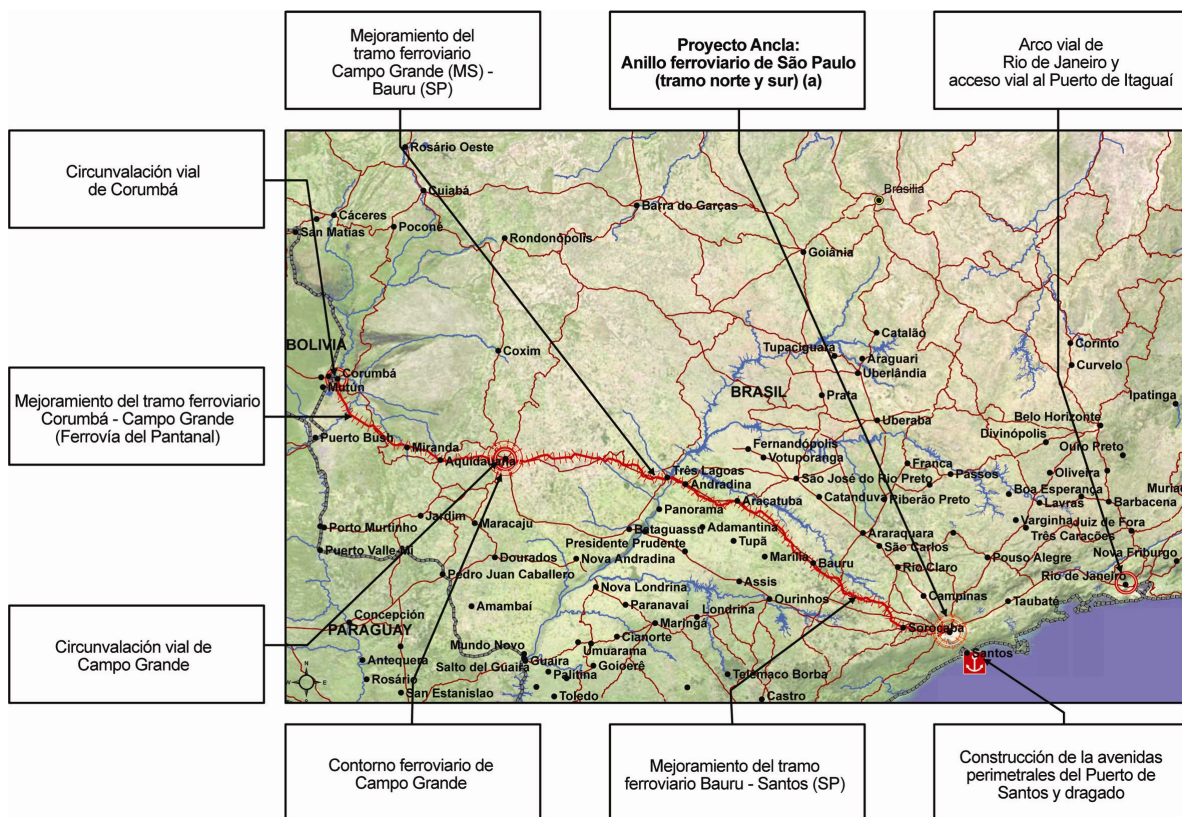 Mejoramiento del
tramo ferroviario
Campo Grande (MS) -
Bauru (SP)
Proyecto Ancla:
Anillo ferroviario de São Paulo
(tramo norte y sur) (a)
Arco vial de
Rio de Janeiro y
acceso vial al Puerto de Itaguaí
Circunvalación vial
de Corumbá
Mejoramiento del tramo ferroviario
Corumbá - Campo Grande
(Ferrovía del Pantanal)
Circunvalación vial de
Campo Grande
Contorno ferroviario de
Campo Grande
Mejoramiento del tramo
ferroviario Bauru - Santos (SP)
Construcción de la avenidas
perimetrales del Puerto de
Santos y dragado
Rosário Oeste
Cuiabá
Brasilia
Barra do Garças
Cáceres
San Matías
Poconé
Rondonópolis
Goiânia
Catalão
Corinto
BOLIVIA
Coxim
Tupaciguara
Araguari
Curvelo
Uberlândia
Corumbá
Mutún
BRASIL
Prata
Ipatinga
Uberaba
Belo Horizonte
Puerto Bush
Divinópolis
Miranda
Fernandópolis
Ouro Preto
Aquidauana
Votuporanga
Franca
Três Lagoas
Passos
Oliveira
Andradina
São José do Rio Preto
Boa Esperança
Muria
Araçatuba
Catanduva
Riberão Preto
Lavras
Barbacena
Panorama
Jardim
Maracaju
Varginha
Juiz de Fora
Porto Murtinho
Bataguassu
Adamantina
Araraquara
Três Carações
Presidente Prudente
Tupã
São Carlos
Puerto Valle-Mi
Dourados
Nova Andradina
Marília
Bauru
Pouso Alegre
Nova Friburgo
Rio Claro
Pedro Juan Caballero
Rio de Janeiro
Nova Londrina
Assis
Campinas
Amambaí
Paranavaí
Ourinhos
Taubaté
Concepción
Londrina
PARAGUAY
Maringá
Sorocaba
Cianorte
Mundo Novo
Umuarama
Santos
Antequera
Salto del Guáira
Guaira
Goioerê
Rosário
Palitina
Telêmaco Borba
San Estanislao
Toledo
Castro
N